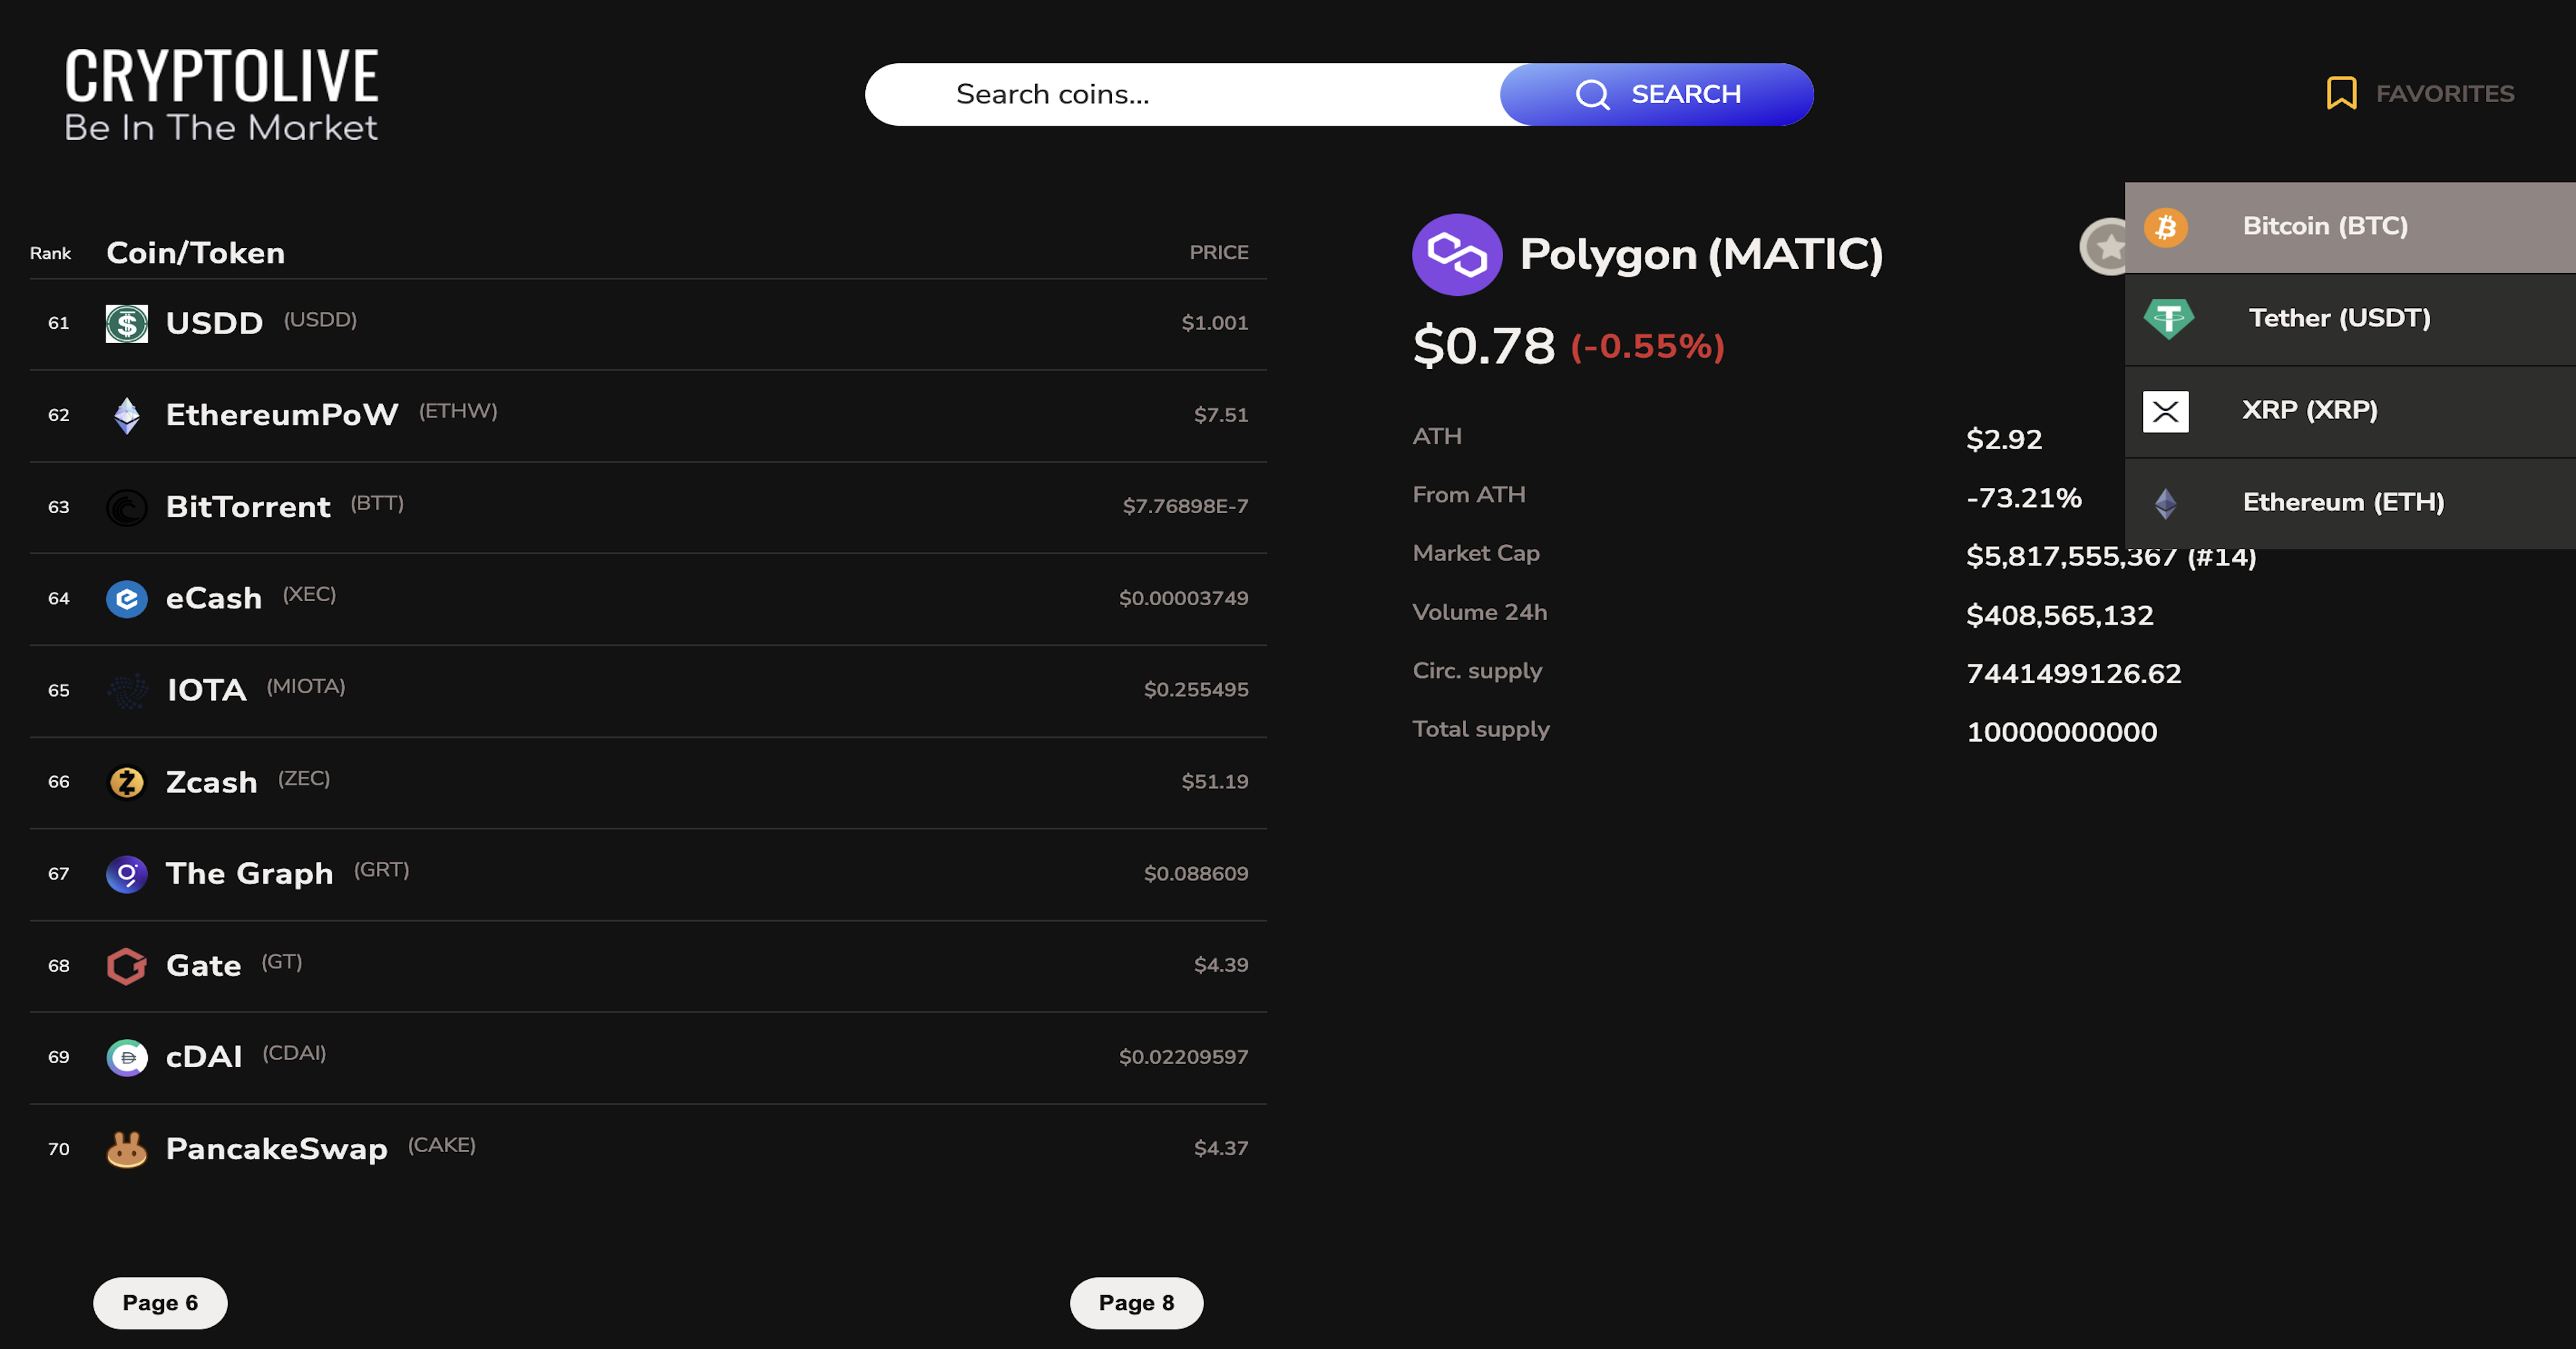 CRYPTOLIVE
Be In The Market
Search coins...
SEARCH
FAVORITES
Rank Coin/Token PRICE
61 USDD (USDD) $1.001
62 EthereumPoW (ETHW) $7.51
63 BitTorrent (BTT) $7.76898E-7
64 eCash (XEC) $0.00003749
65 IOTA (MIOTA) $0.255495
66 Zcash (ZEC) $51.19
67 The Graph (GRT) $0.088609
68 Gate (GT) $4.39
69 cDAI (CDAI) $0.02209597
70 PancakeSwap (CAKE) $4.37
Page 6
Page 8
Polygon (MATIC)
$0.78 (-0.55%)
ATH $2.92
From ATH -73.21%
Market Cap $5,817,555,367 (#14)
Volume 24h $408,565,132
Circ. supply 7441499126.62
Total supply 10000000000
Bitcoin (BTC)
Tether (USDT)
XRP (XRP)
Ethereum (ETH)